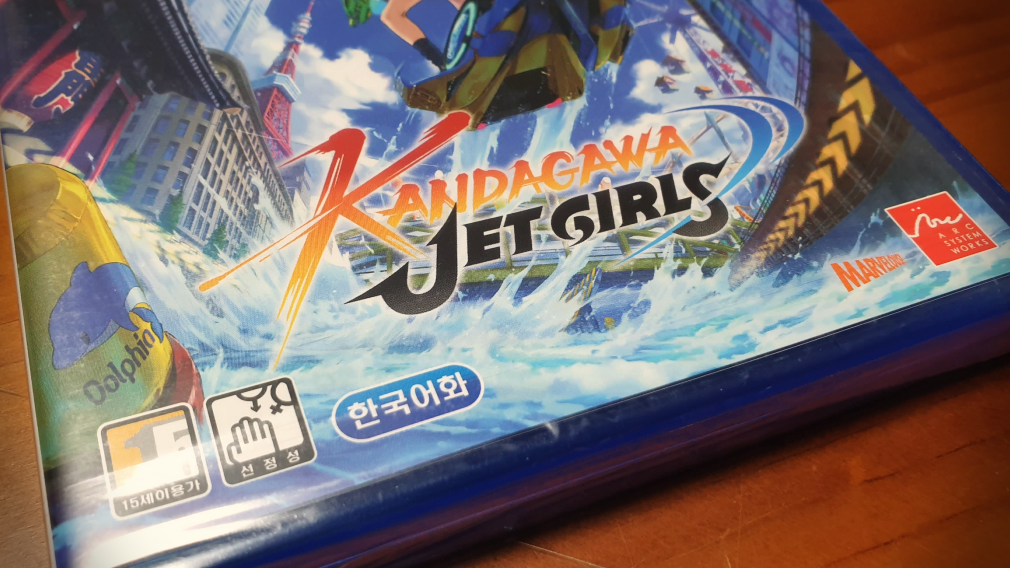 KANDAGAWA
JET GIRLS
ARC
SYSTEM
WORKS
MARVELOUS
Dolphin
한국어화
15세이용가
선정성